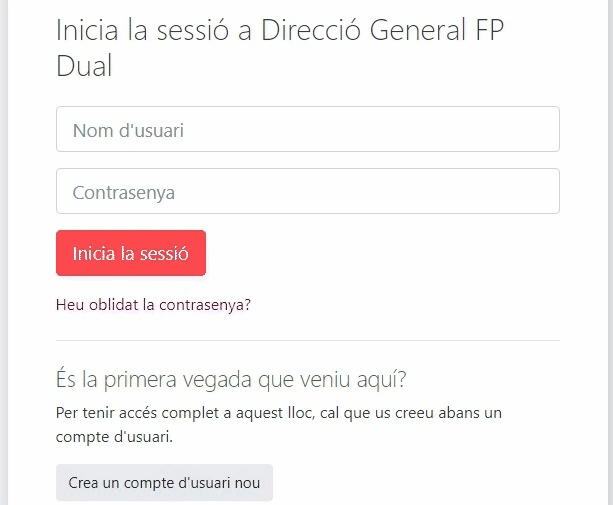 Inicia la sessió a Direcció General FP
Dual
Nom d'usuari
Contrasenya
Inicia la sessió
Heu oblidat la contrasenya?
És la primera vegada que veniu aquí?
Per tenir accés complet a aquest lloc, cal que us creeu abans un
compte d'usuari.
Crea un compte d'usuari nou